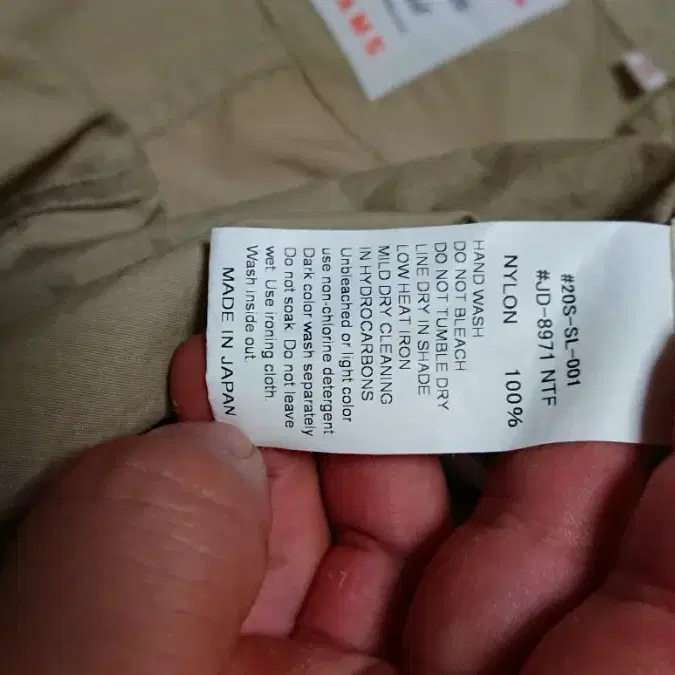 #20S-SL-001
#JD-8971 NTF
NYLON 100%
HAND WASH
DO NOT BLEACH
DO NOT TUMBLE DRY
LINE DRY IN SHADE
LOW HEAT IRON
MILD DRY CLEANING
IN HYDROCARBONS
Unbleached or light color
use non-chlorine detergent
Dark color wash separately
Do not soak. Do not leave
wet. Use ironing cloth.
Wash inside out.
MADE IN JAPAN